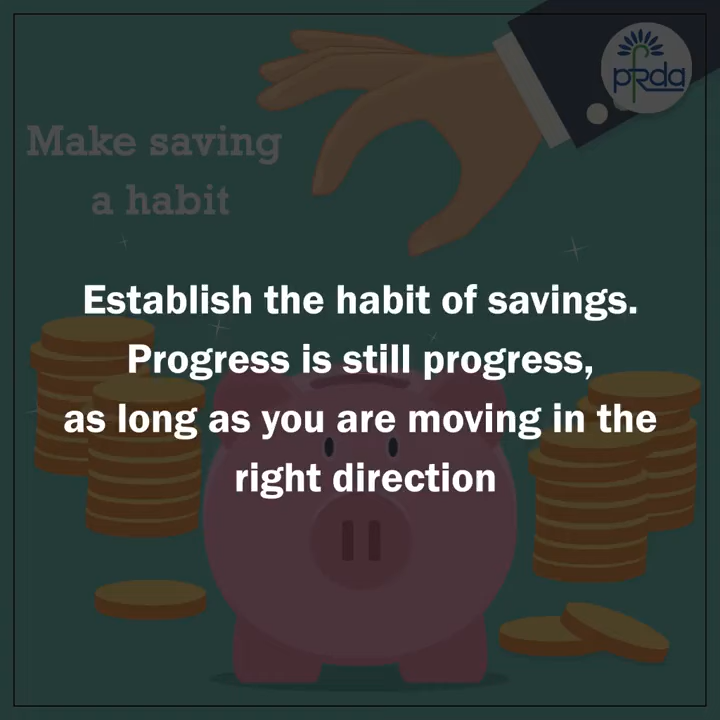 pfrda
Make saving
a habit
Establish the habit of savings.
Progress is still progress,
as long as you are moving in the
right direction